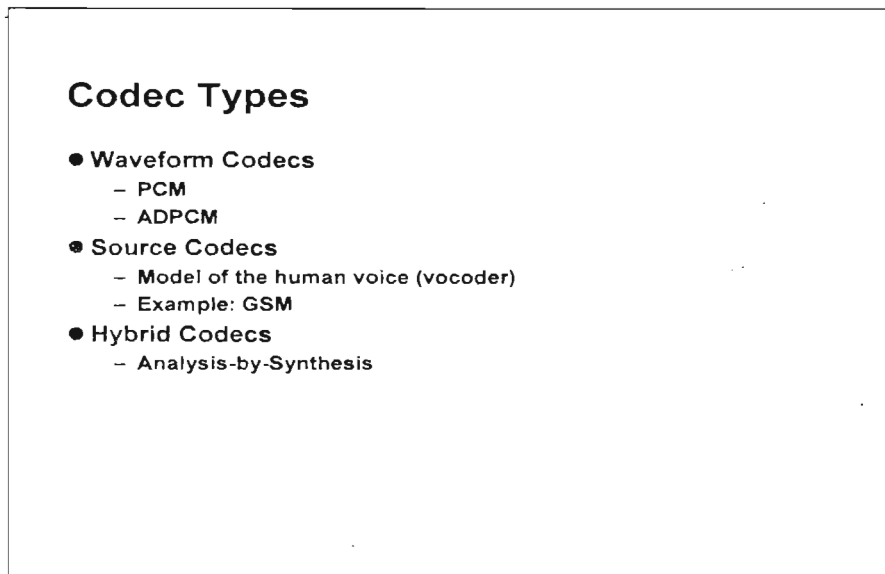 Codec Types
● Waveform Codecs
– PCM
– ADPCM
● Source Codecs
– Model of the human voice (vocoder)
– Example: GSM
● Hybrid Codecs
– Analysis-by-Synthesis